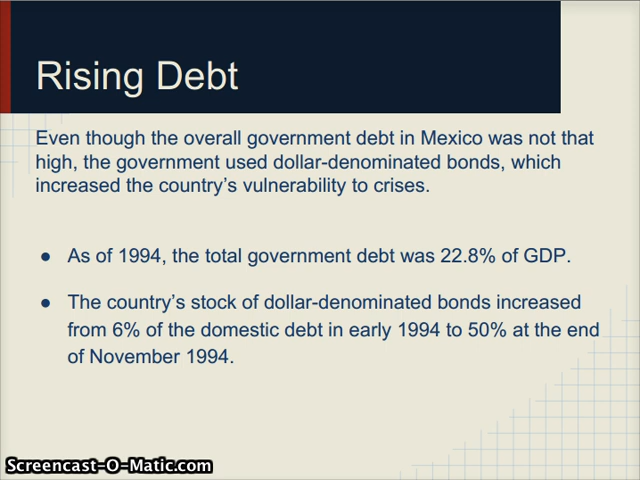 Rising Debt
Even though the overall government debt in Mexico was not that
high, the government used dollar-denominated bonds, which
increased the country’s vulnerability to crises.
● As of 1994, the total government debt was 22.8% of GDP.
● The country’s stock of dollar-denominated bonds increased
from 6% of the domestic debt in early 1994 to 50% at the end
of November 1994.
Screencast-O-Matic.com